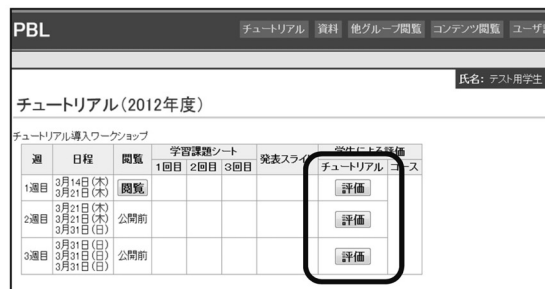 PBL
チュートリアル 資料 他グループ閲覧 コンテンツ閲覧 ユーザ
氏名: テスト用学生
チュートリアル(2012年度)
チュートリアル導入ワークショップ
週 日程 閲覧 学習課題シート 発表スライド 学生による評価
1回目 2回目 3回目 チュートリアル コース
1週目 3月14日(木) 3月21日(木) 閲覧 評価
2週目 3月21日(木) 3月21日(木) 3月31日(日) 公開前 評価
3週目 3月31日(日) 3月31日(日) 3月31日(日) 公開前 評価